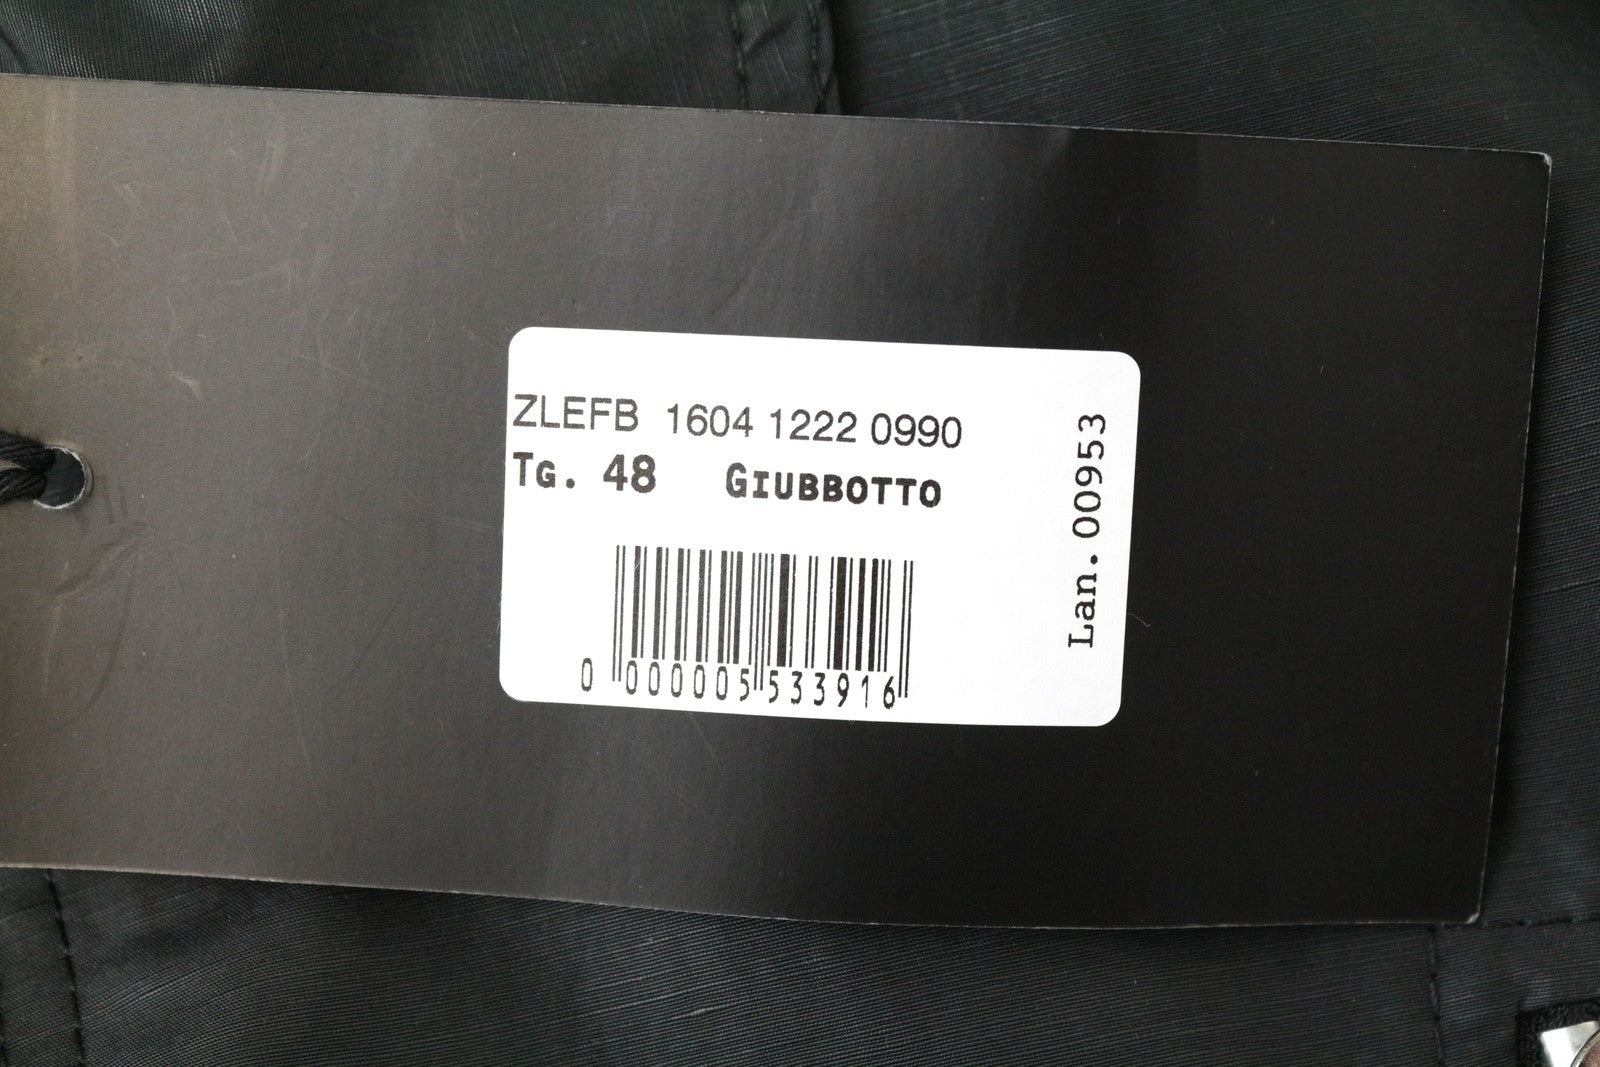 ZLEFB 1604 1222 0990
Tg. 48 GIUBBOTTO
0 000005 533916
Lan. 00953